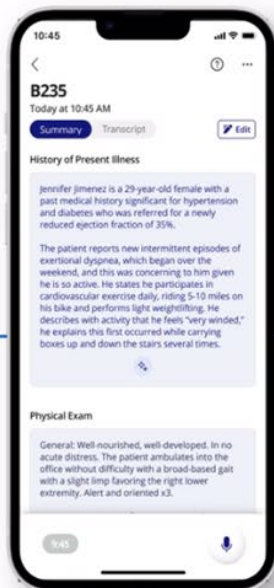 10:45
B235
Today at 10:45 AM
Summary Transcript Edit
History of Present Illness
Jennifer Jimenez is a 29-year-old female with a
past medical history significant for hypertension
and diabetes who was referred for a newly
reduced ejection fraction of 35%.
The patient reports new intermittent episodes of
exertional dyspnea, which began over the
weekend, and this was concerning to him given
he is so active. He states he participates in
cardiovascular exercise daily, riding 5-10 miles on
his bike and performs light weightlifting. He
describes with activity that he feels "very winded,"
he explains this first occurred while carrying
boxes up and down the stairs several times.
Physical Exam
General: Well-nourished, well-developed. In no
acute distress. The patient ambulates into the
office without difficulty with a broad-based gait
with a slight limp favoring the right lower
extremity. Alert and oriented x3.
9:45